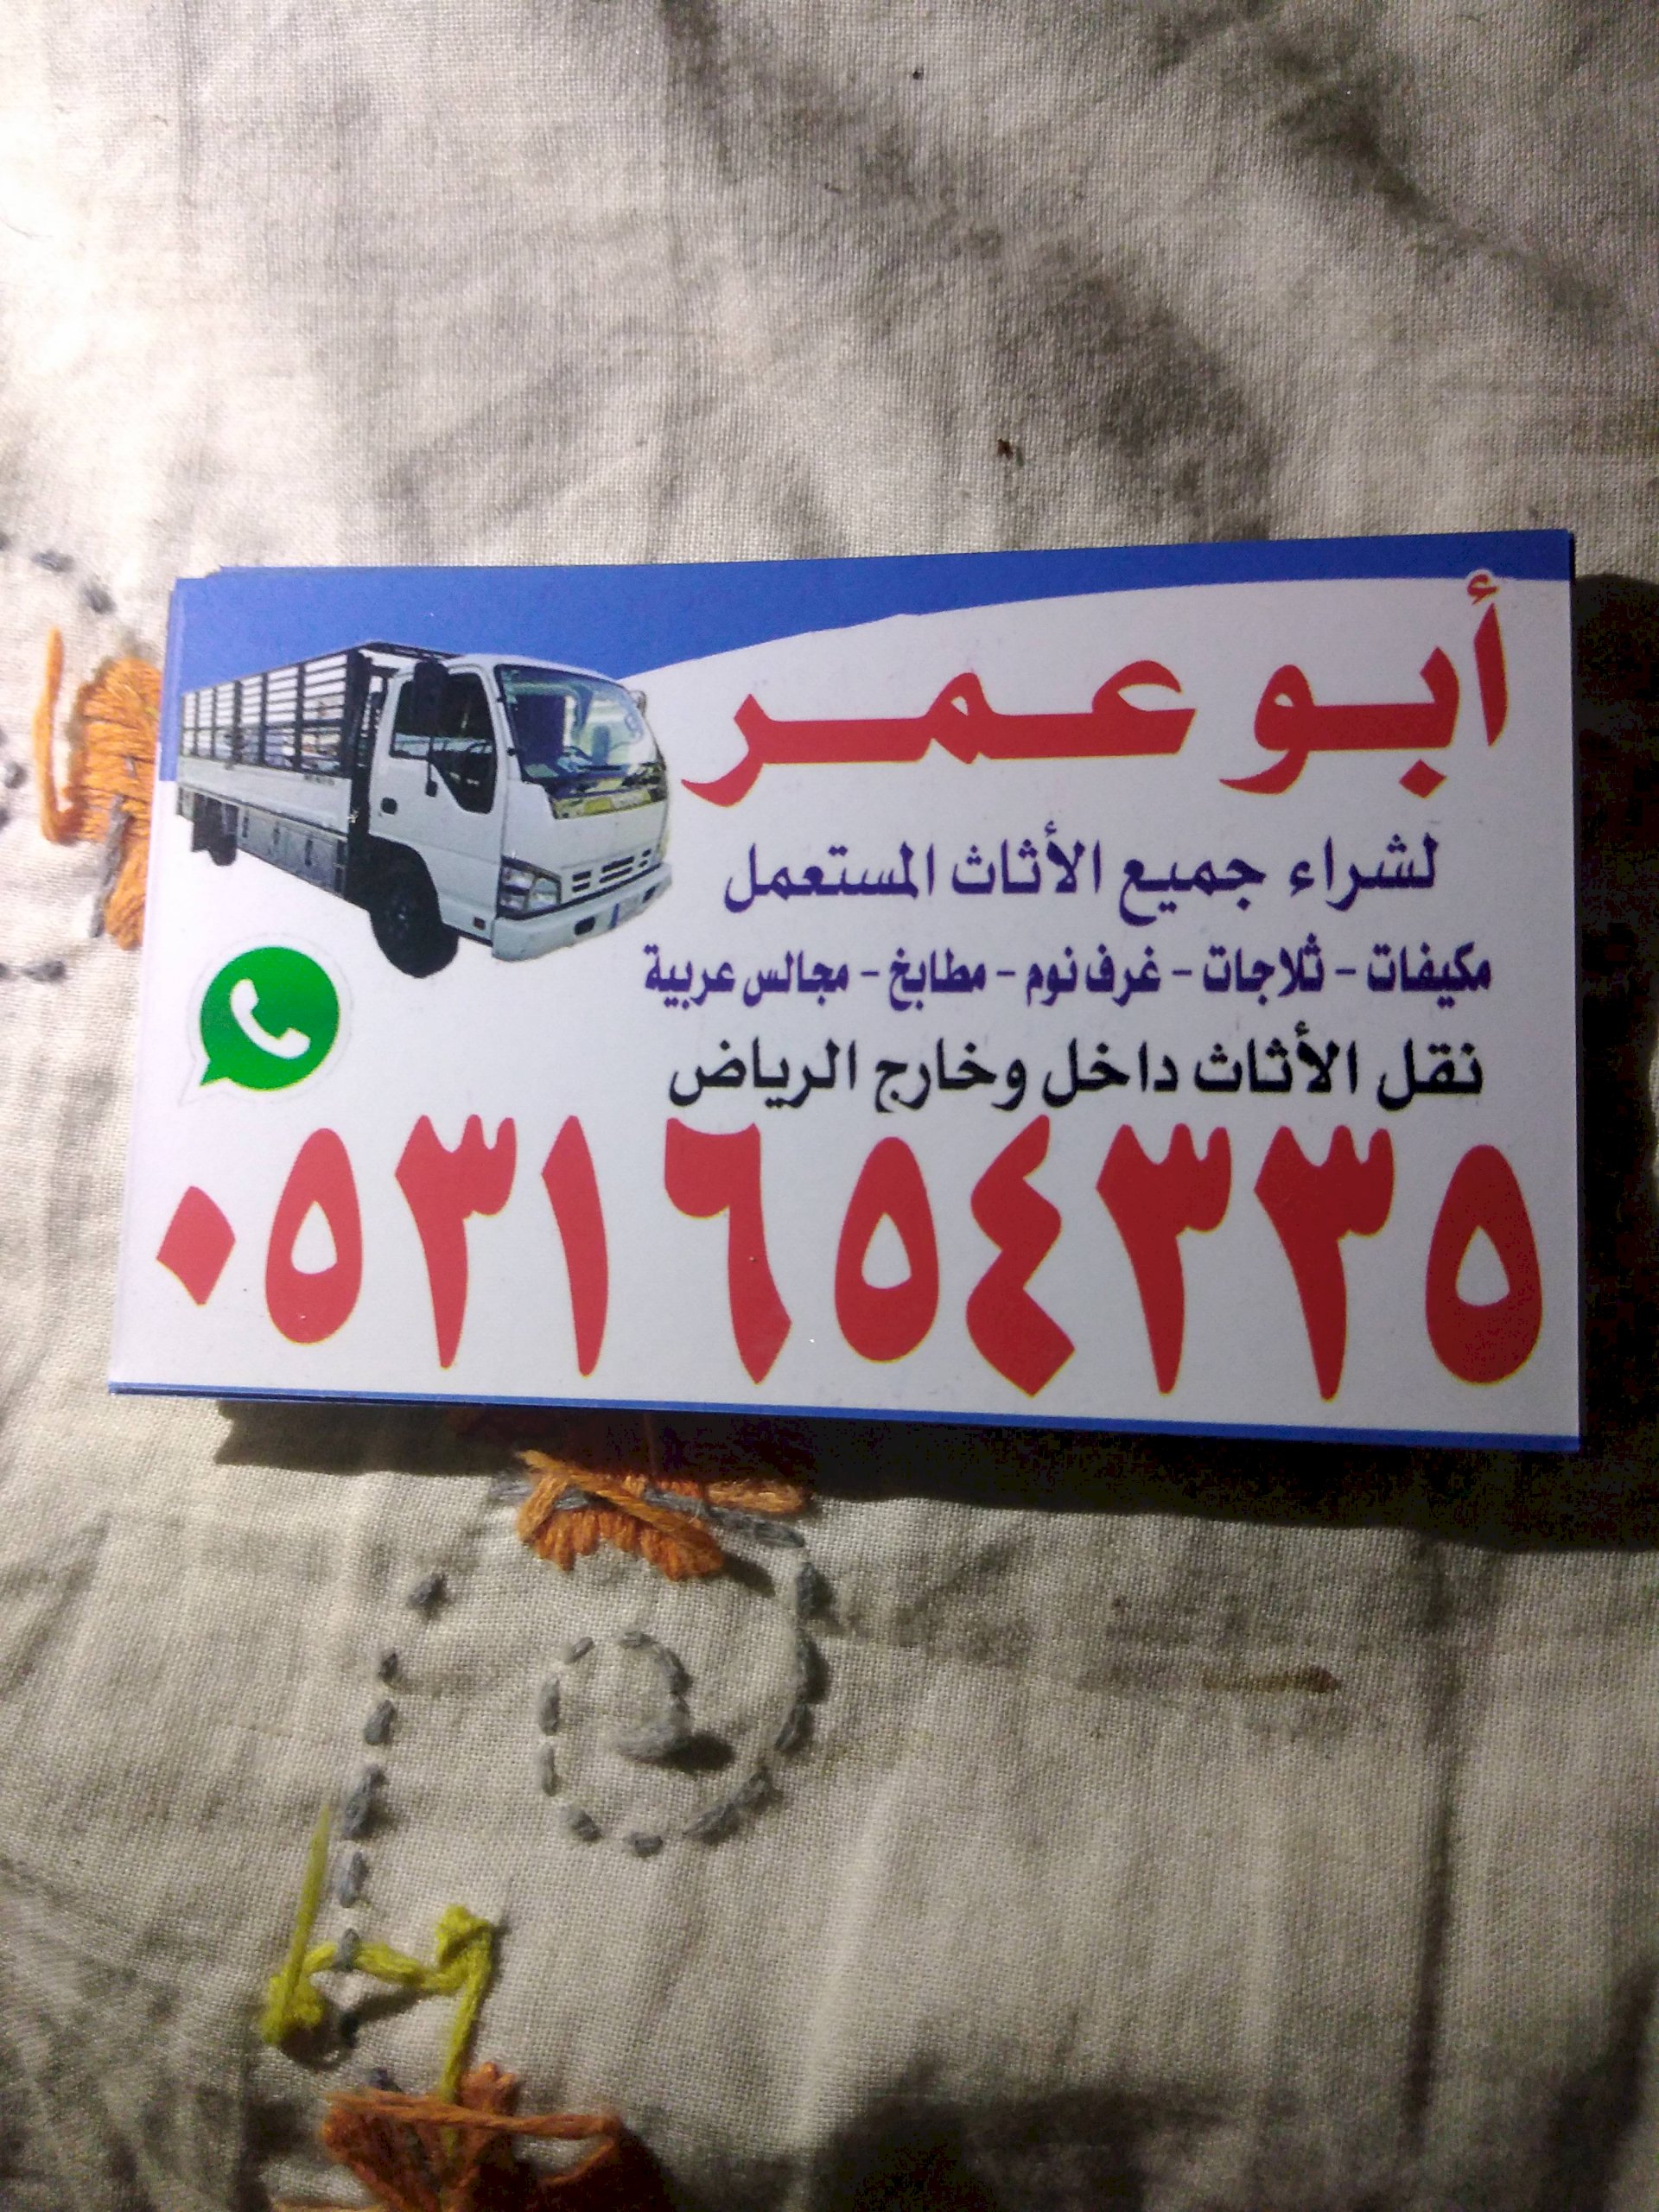 أبو عمر
لشراء جميع الأثاث المستعمل
مكيفات - ثلاجات - غرف نوم - مطابخ - مجالس عربية
نقل الأثاث داخل وخارج الرياض
٠٥٣١٦٥٤٣٣٥